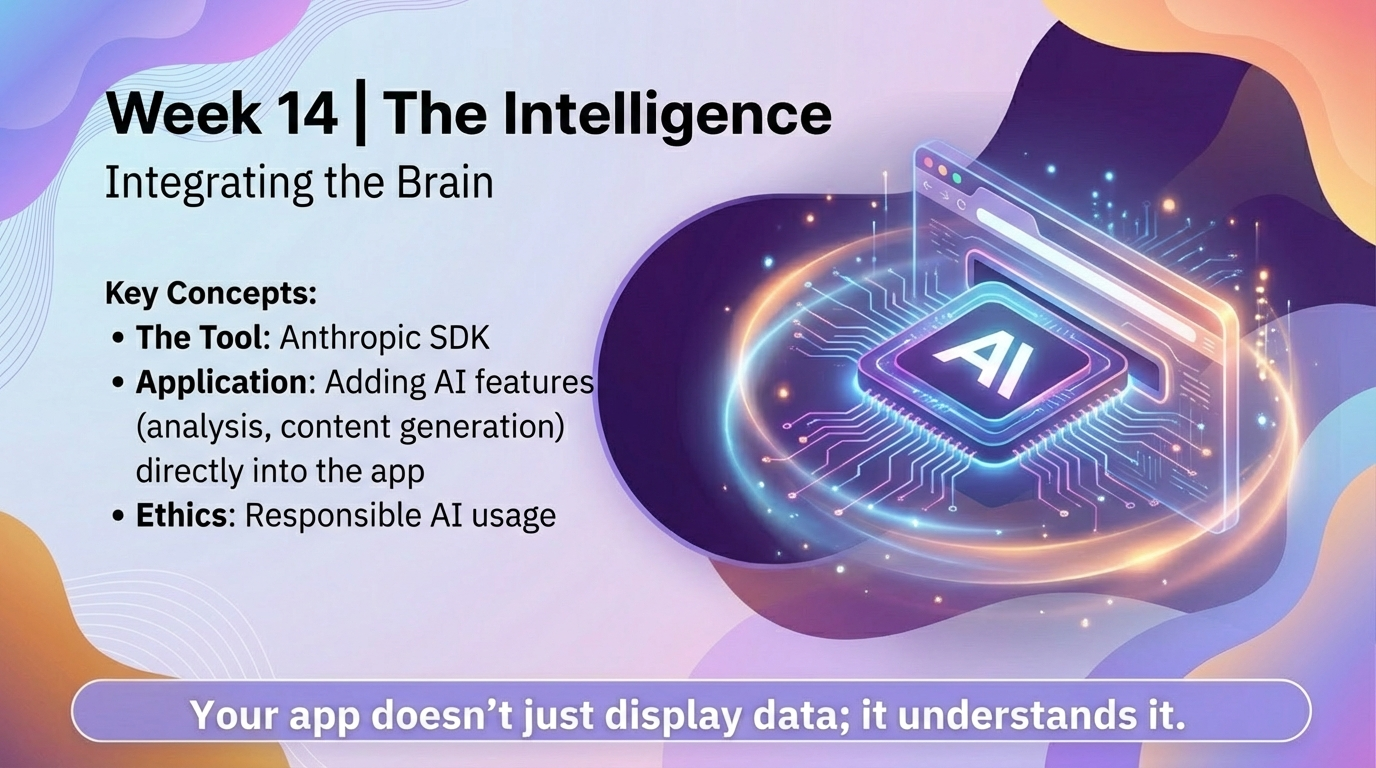 Week 14 | The Intelligence
Integrating the Brain
Key Concepts:
• The Tool: Anthropic SDK
• Application: Adding AI features
(analysis, content generation)
directly into the app
• Ethics: Responsible AI usage
AI
Your app doesn’t just display data; it understands it.